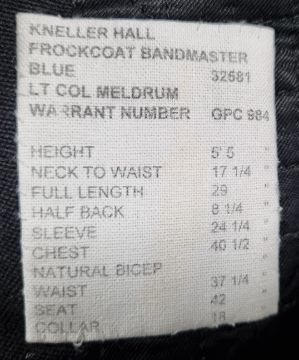 KNELLER HALL
FROCKCOAT BANDMASTER
BLUE 32581
LT COL MELDRUM
WARRANT NUMBER GPC 984
HEIGHT 5' 5
NECK TO WAIST 17 1/4 "
FULL LENGTH 29 "
HALF BACK 8 1/4 "
SLEEVE 24 1/4 "
CHEST 40 1/2 "
NATURAL BICEP
WAIST 37 1/4 "
SEAT 42 "
COLLAR 18 "